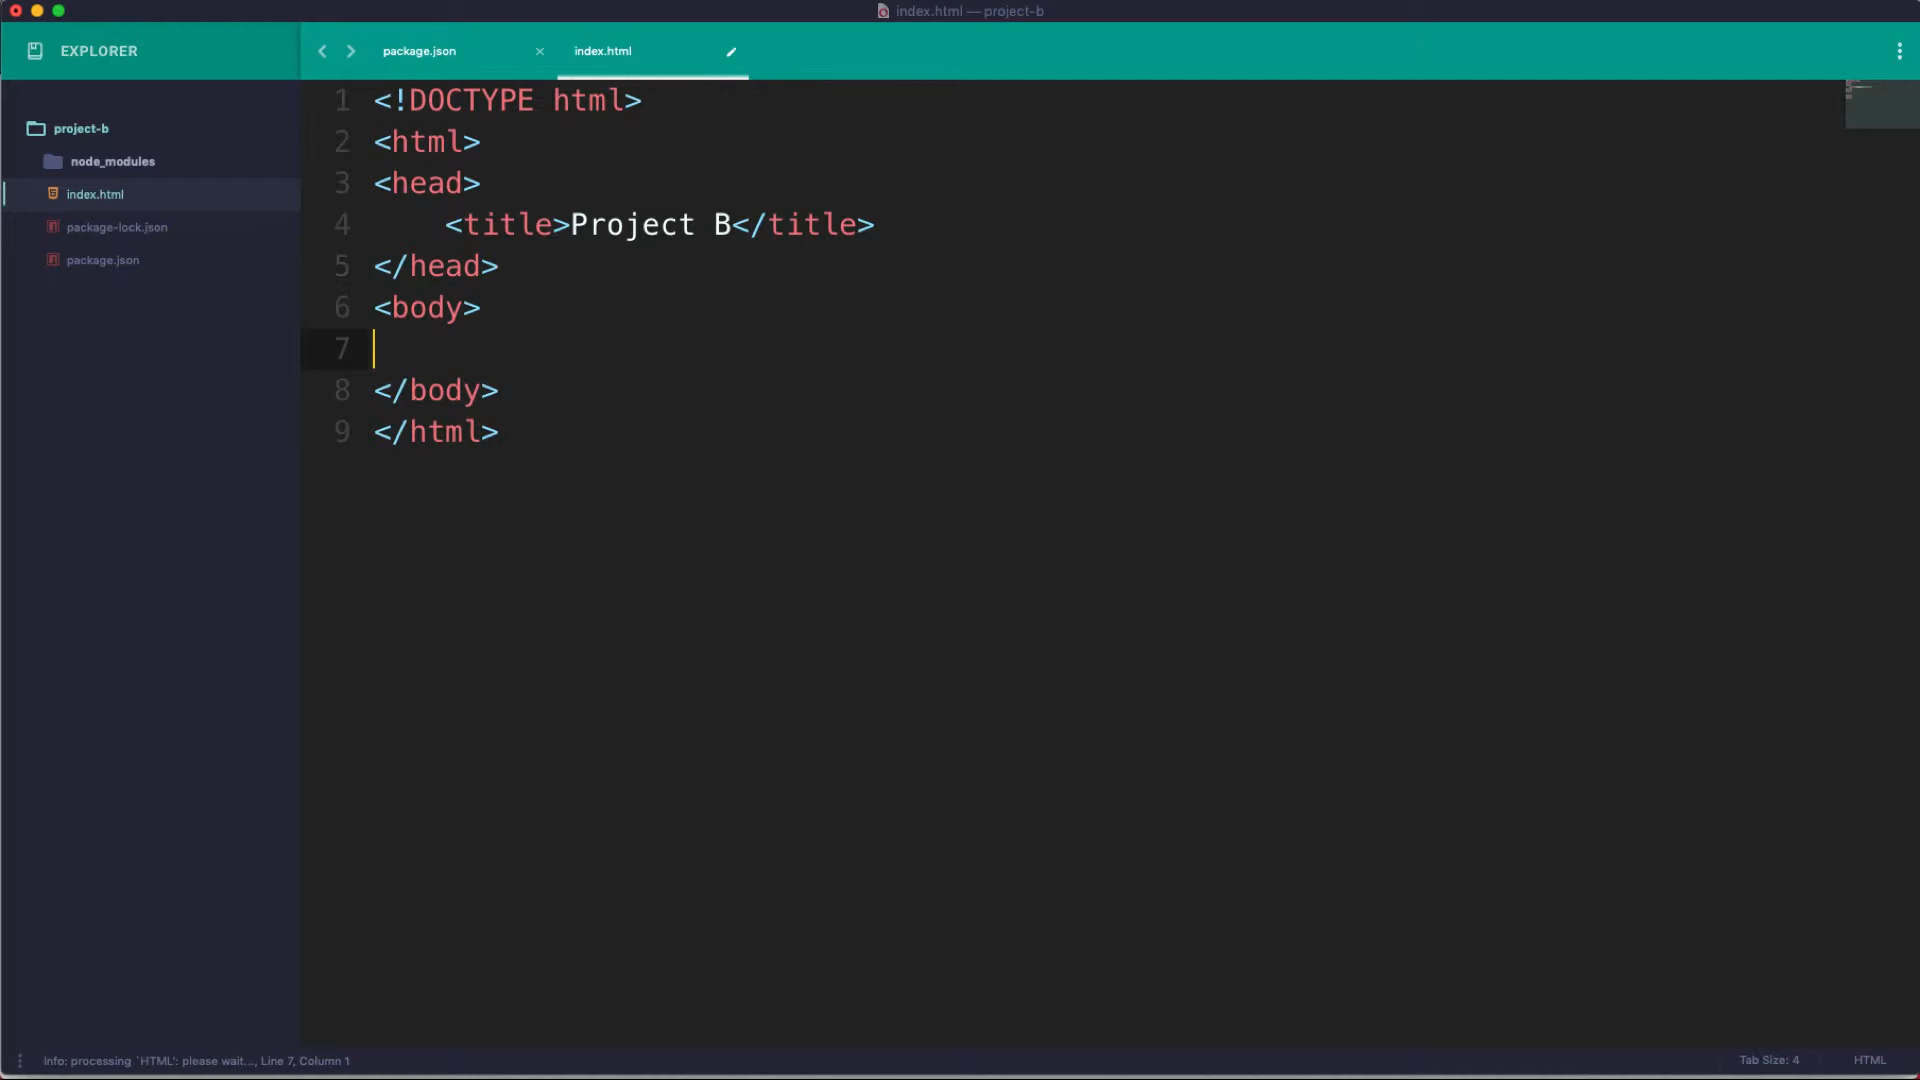 index.html — project-b
EXPLORER
package.json
index.html
project-b
node_modules
index.html
package-lock.json
package.json
1 <!DOCTYPE html>
2 <html>
3 <head>
4     <title>Project B</title>
5 </head>
6 <body>
7
8 </body>
9 </html>
Info: processing `HTML': please wait..., Line 7, Column 1
Tab Size: 4
HTML